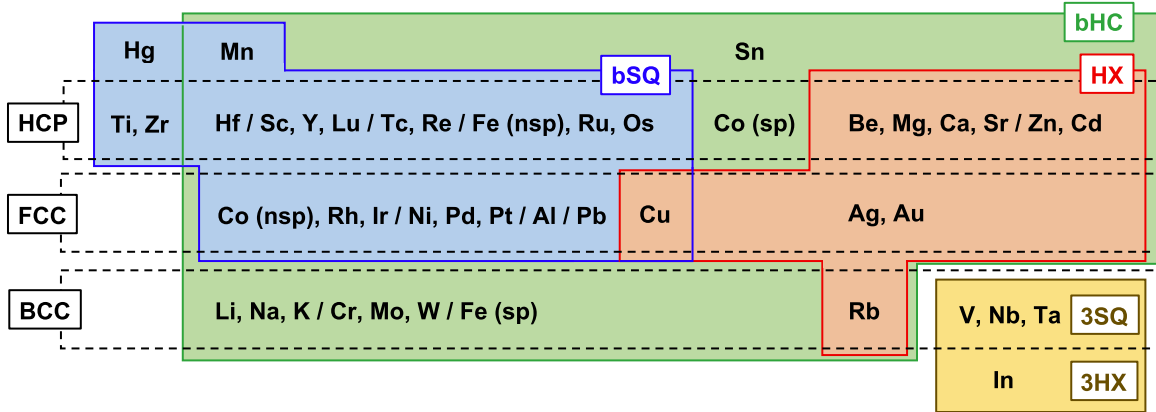 bHC
Hg Mn Sn
bSQ HX
HCP Ti, Zr Hf / Sc, Y, Lu / Tc, Re / Fe (nsp), Ru, Os Co (sp) Be, Mg, Ca, Sr / Zn, Cd
FCC Co (nsp), Rh, Ir / Ni, Pd, Pt / Al / Pb Cu Ag, Au
BCC Li, Na, K / Cr, Mo, W / Fe (sp) Rb V, Nb, Ta 3SQ
In 3HX